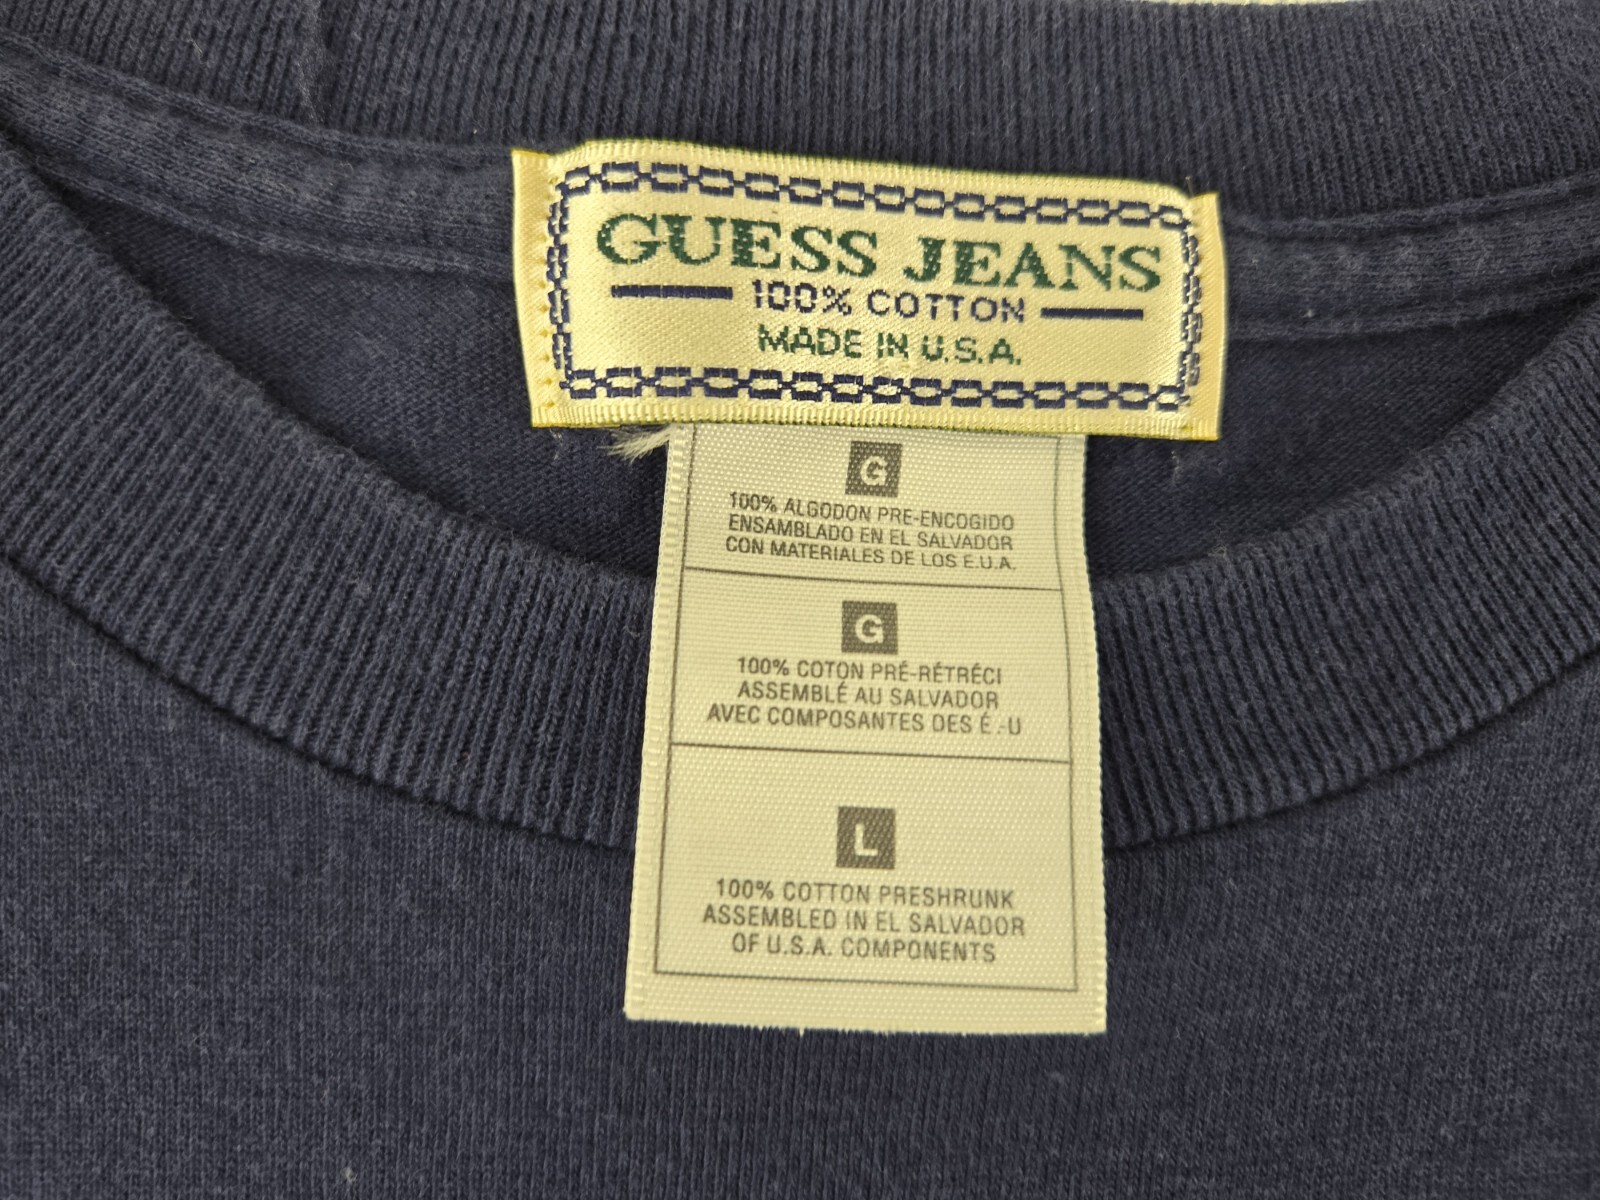 GUESS JEANS
100% COTTON
MADE IN U.S.A.
G
100% ALGODON PRE-ENCOGIDO
ENSAMBLADO EN EL SALVADOR
CON MATERIALES DE LOS E.U.A.
G
100% COTON PRÉ-RÉTRÉCI
ASSEMBLÉ AU SALVADOR
AVEC COMPOSANTES DES É.-U
L
100% COTTON PRESHRUNK
ASSEMBLED IN EL SALVADOR
OF U.S.A. COMPONENTS